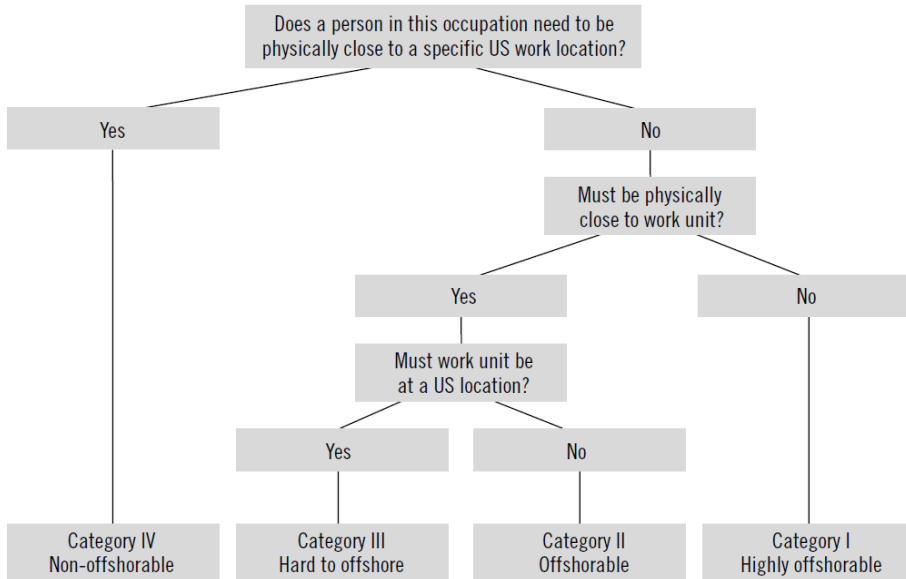 Does a person in this occupation need to be
physically close to a specific US work location?
Yes
No
Must be physically
close to work unit?
Yes
No
Must work unit be
at a US location?
Yes
No
Category IV
Non-offshorable
Category III
Hard to offshore
Category II
Offshorable
Category I
Highly offshorable